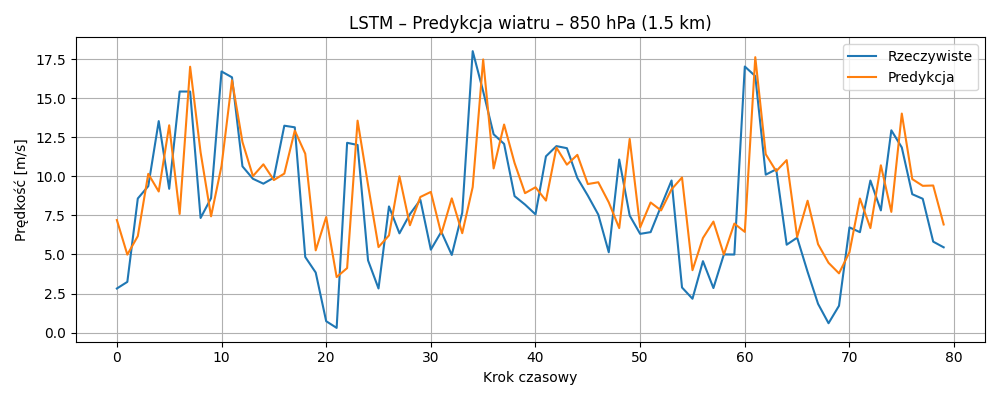 LSTM – Predykcja wiatru – 850 hPa (1.5 km)
Rzeczywiste
Predykcja
Prędkość [m/s]
17.5
15.0
12.5
10.0
7.5
5.0
2.5
0.0
0 10 20 30 40 50 60 70 80
Krok czasowy